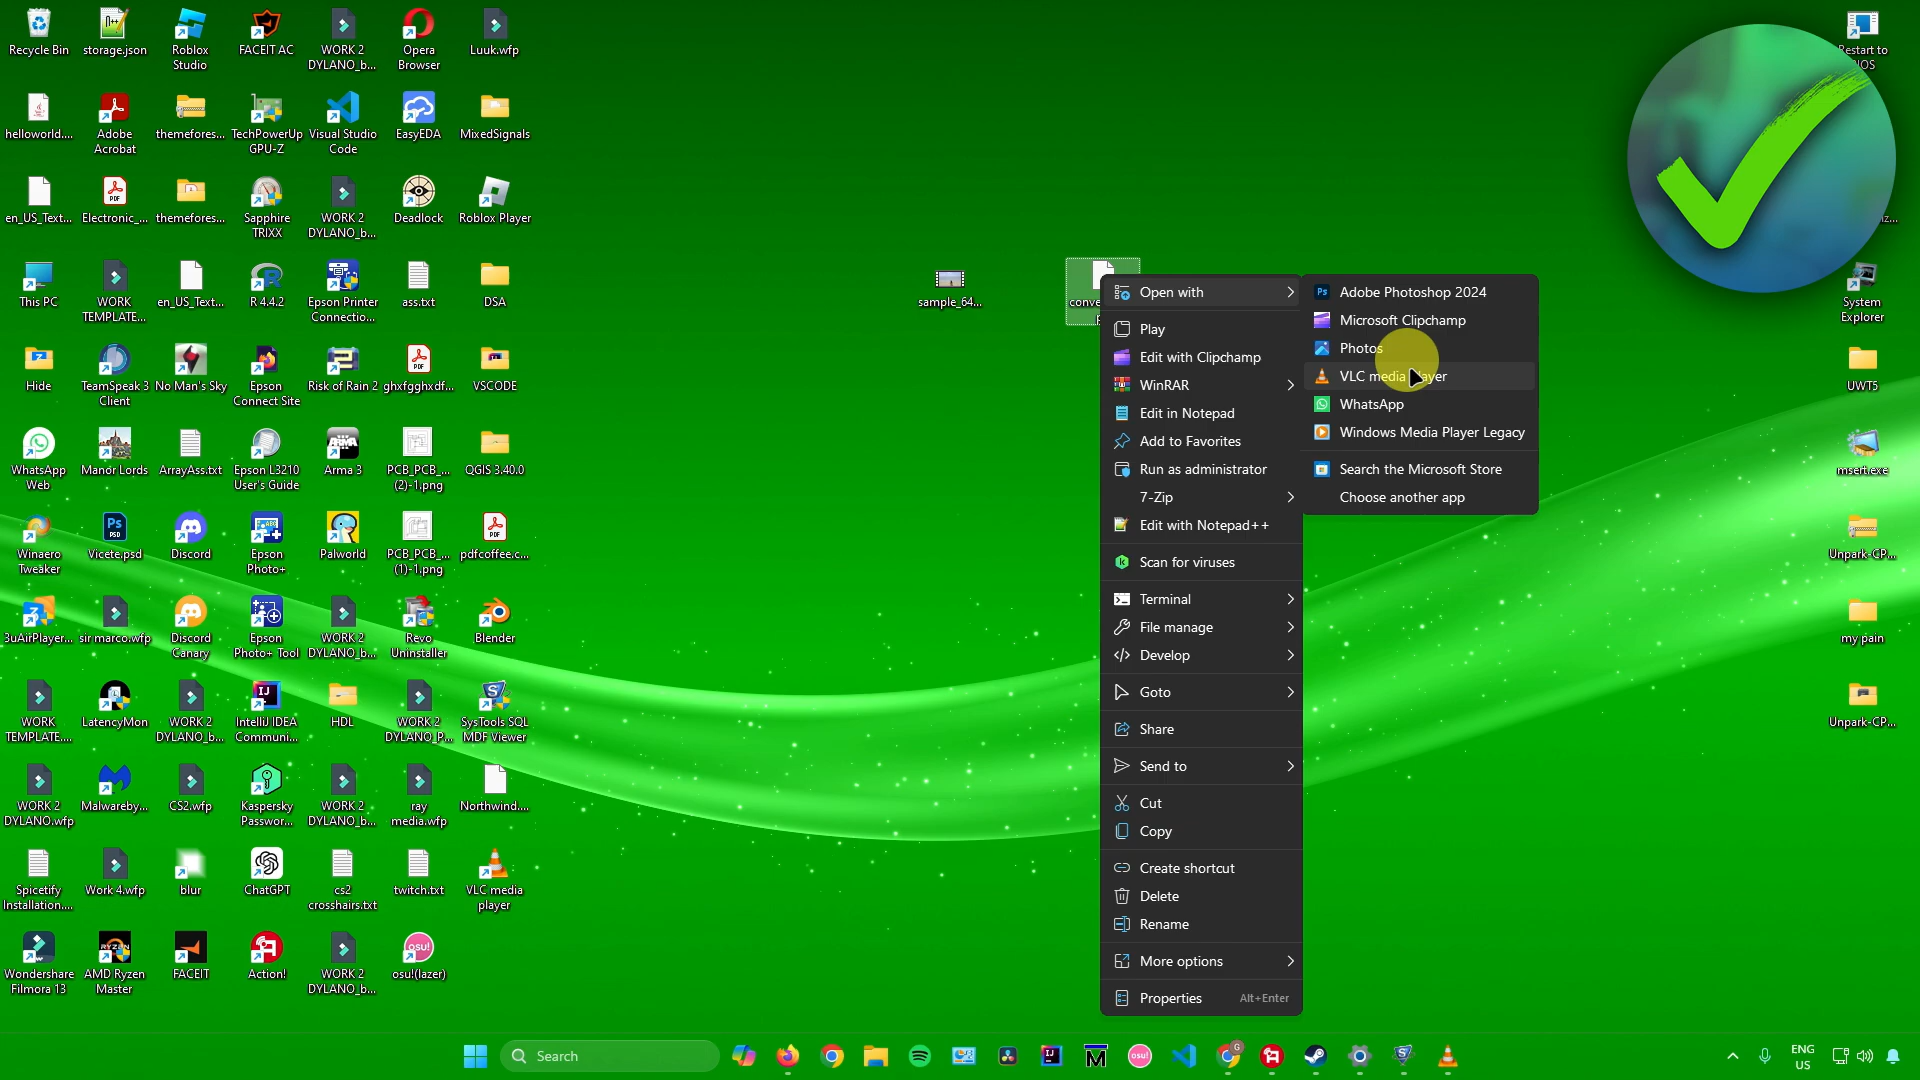 Recycle Bin
storage.json
Roblox
Studio
FACEIT AC
WORK 2
DYLANO_b...
Opera
Browser
Luuk.wfp
helloworld....
Adobe
Acrobat
themefores...
TechPowerUp
GPU-Z
Visual Studio
Code
EasyEDA
MixedSignals
en_US_Text...
Electronic_...
themefores...
Sapphire
TRIXX
WORK 2
DYLANO_b...
Deadlock
Roblox Player
This PC
WORK
TEMPLATE...
en_US_Text...
R 4.4.2
Epson Printer
Connectio...
ass.txt
DSA
Hide
TeamSpeak 3
Client
No Man's Sky
Epson
Connect Site
Risk of Rain 2
ghxfgghxdf...
VSCODE
WhatsApp
Web
Manor Lords
ArrayAss.txt
Epson L3210
User's Guide
Arma 3
PCB_PCB_...
(2)-1.png
QGIS 3.40.0
Winaero
Tweaker
Vicete.psd
Discord
Epson
Photo+
Palworld
PCB_PCB_...
(1)-1.png
pdfcoffee.c...
3uAirPlayer...
sir marco.wfp
Discord
Canary
Epson
Photo+ Tool
WORK 2
DYLANO_b...
Revo
Uninstaller
Blender
WORK
TEMPLATE....
LatencyMon
WORK 2
DYLANO_b...
IntelliJ IDEA
Communi...
HDL
WORK 2
DYLANO_P...
SysTools SQL
MDF Viewer
WORK 2
DYLANO.wfp
Malwareby...
CS2.wfp
Kaspersky
Passwor...
WORK 2
DYLANO_b...
ray
media.wfp
Northwind....
Spicetify
Installation....
Work 4.wfp
blur
ChatGPT
cs2
crosshairs.txt
twitch.txt
VLC media
player
Wondershare
Filmora 13
AMD Ryzen
Master
FACEIT
Action!
WORK 2
DYLANO_b...
osu!(lazer)
sample_64...
conve
Open with
Play
Edit with Clipchamp
WinRAR
Edit in Notepad
Add to Favorites
Run as administrator
7-Zip
Edit with Notepad++
Scan for viruses
Terminal
File manage
Develop
Goto
Share
Send to
Cut
Copy
Create shortcut
Delete
Rename
More options
Properties Alt+Enter
Adobe Photoshop 2024
Microsoft Clipchamp
Photos
VLC media player
WhatsApp
Windows Media Player Legacy
Search the Microsoft Store
Choose another app
Restart to
System
Explorer
UWT5
msert.exe
Unpark-CP...
my pain
Unpark-CP...
Search
ENG
US